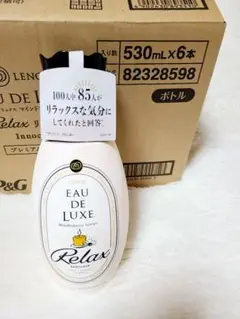 LENO
入り数 530mL×6本
82328598
ボトル
EAU DE LU
Relax
Innoc
P&G
100人中85人が
リラックスな気分に
してくれたと回答
EAU
DE
LUXE
Relax